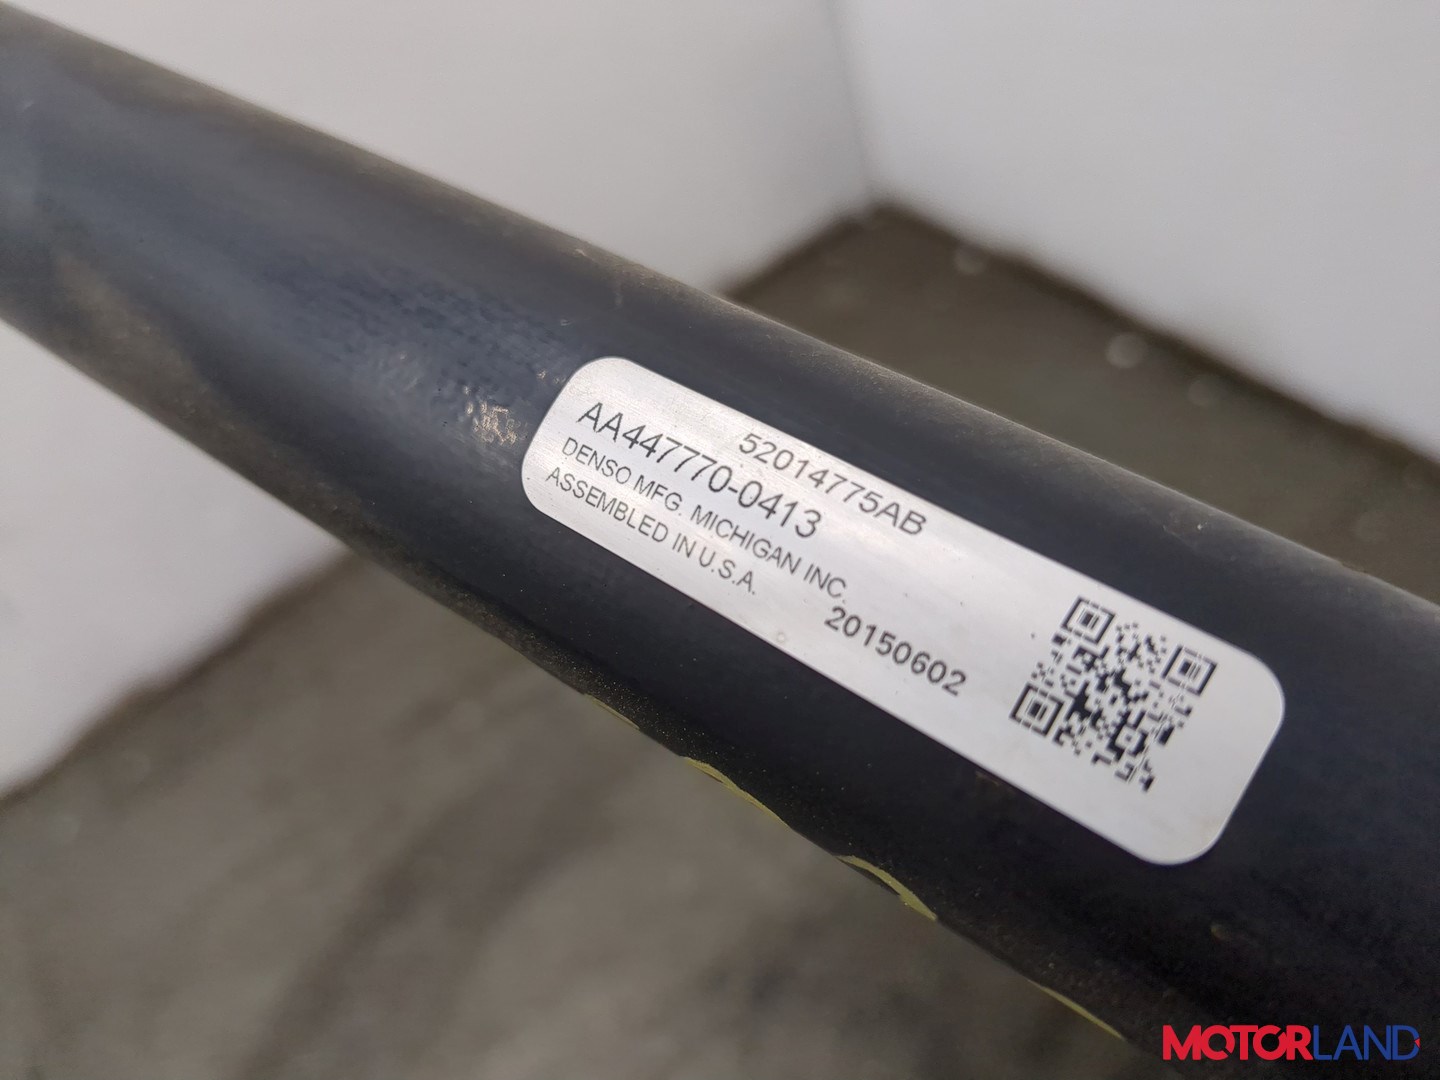 52014775AB
AA447770-0413
DENSO MFG. MICHIGAN INC.
ASSEMBLED IN U.S.A.
20150602
MOTORLAND